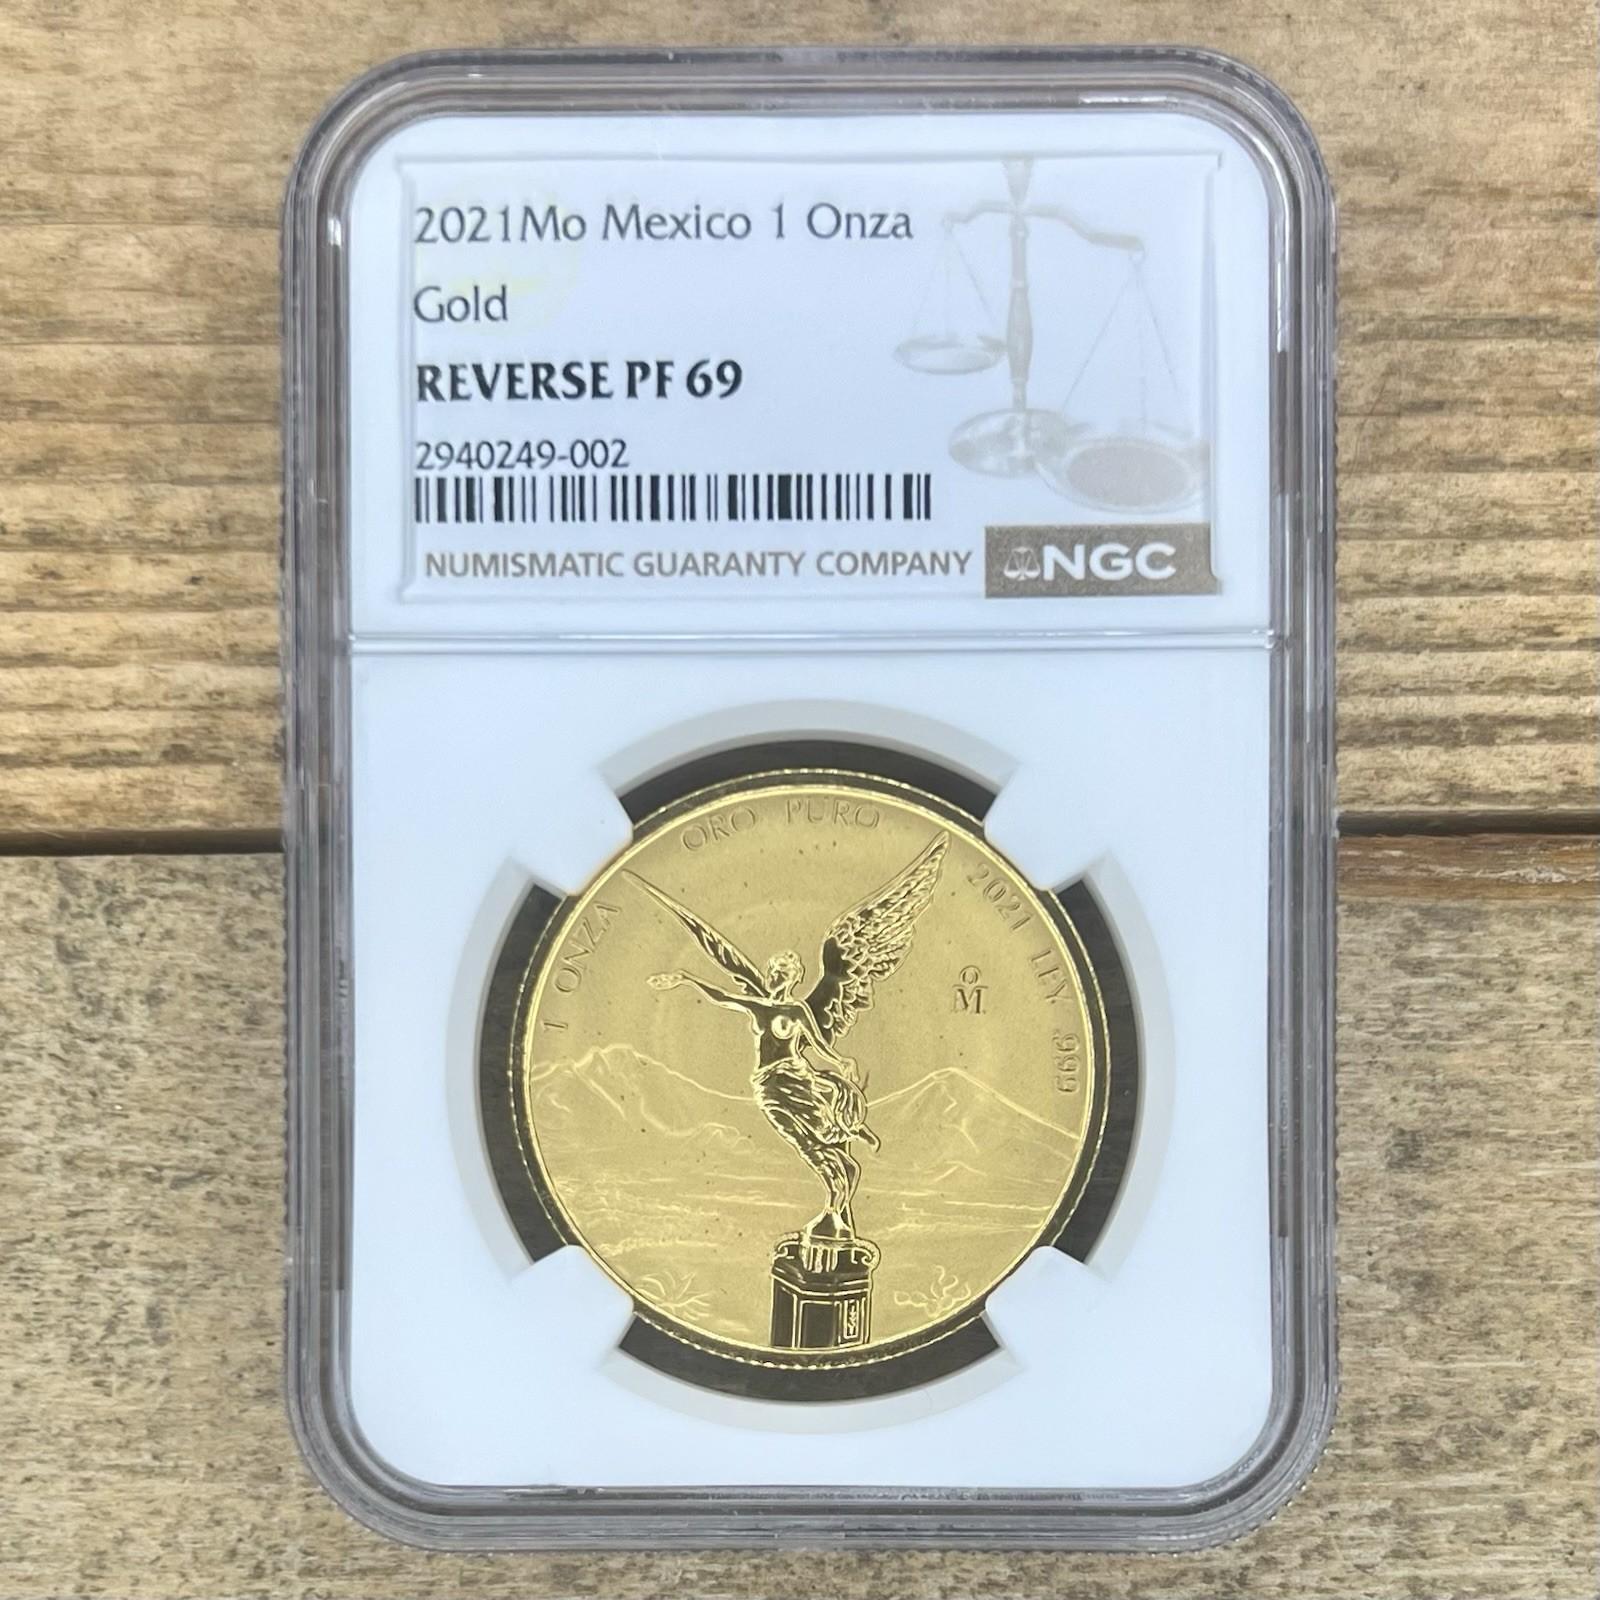 2021Mo Mexico 1 Onza
Gold
REVERSE PF 69
2940249-002
NUMISMATIC GUARANTY COMPANY
NGC
1 ONZA ORO PURO 2021 LEY .999
M